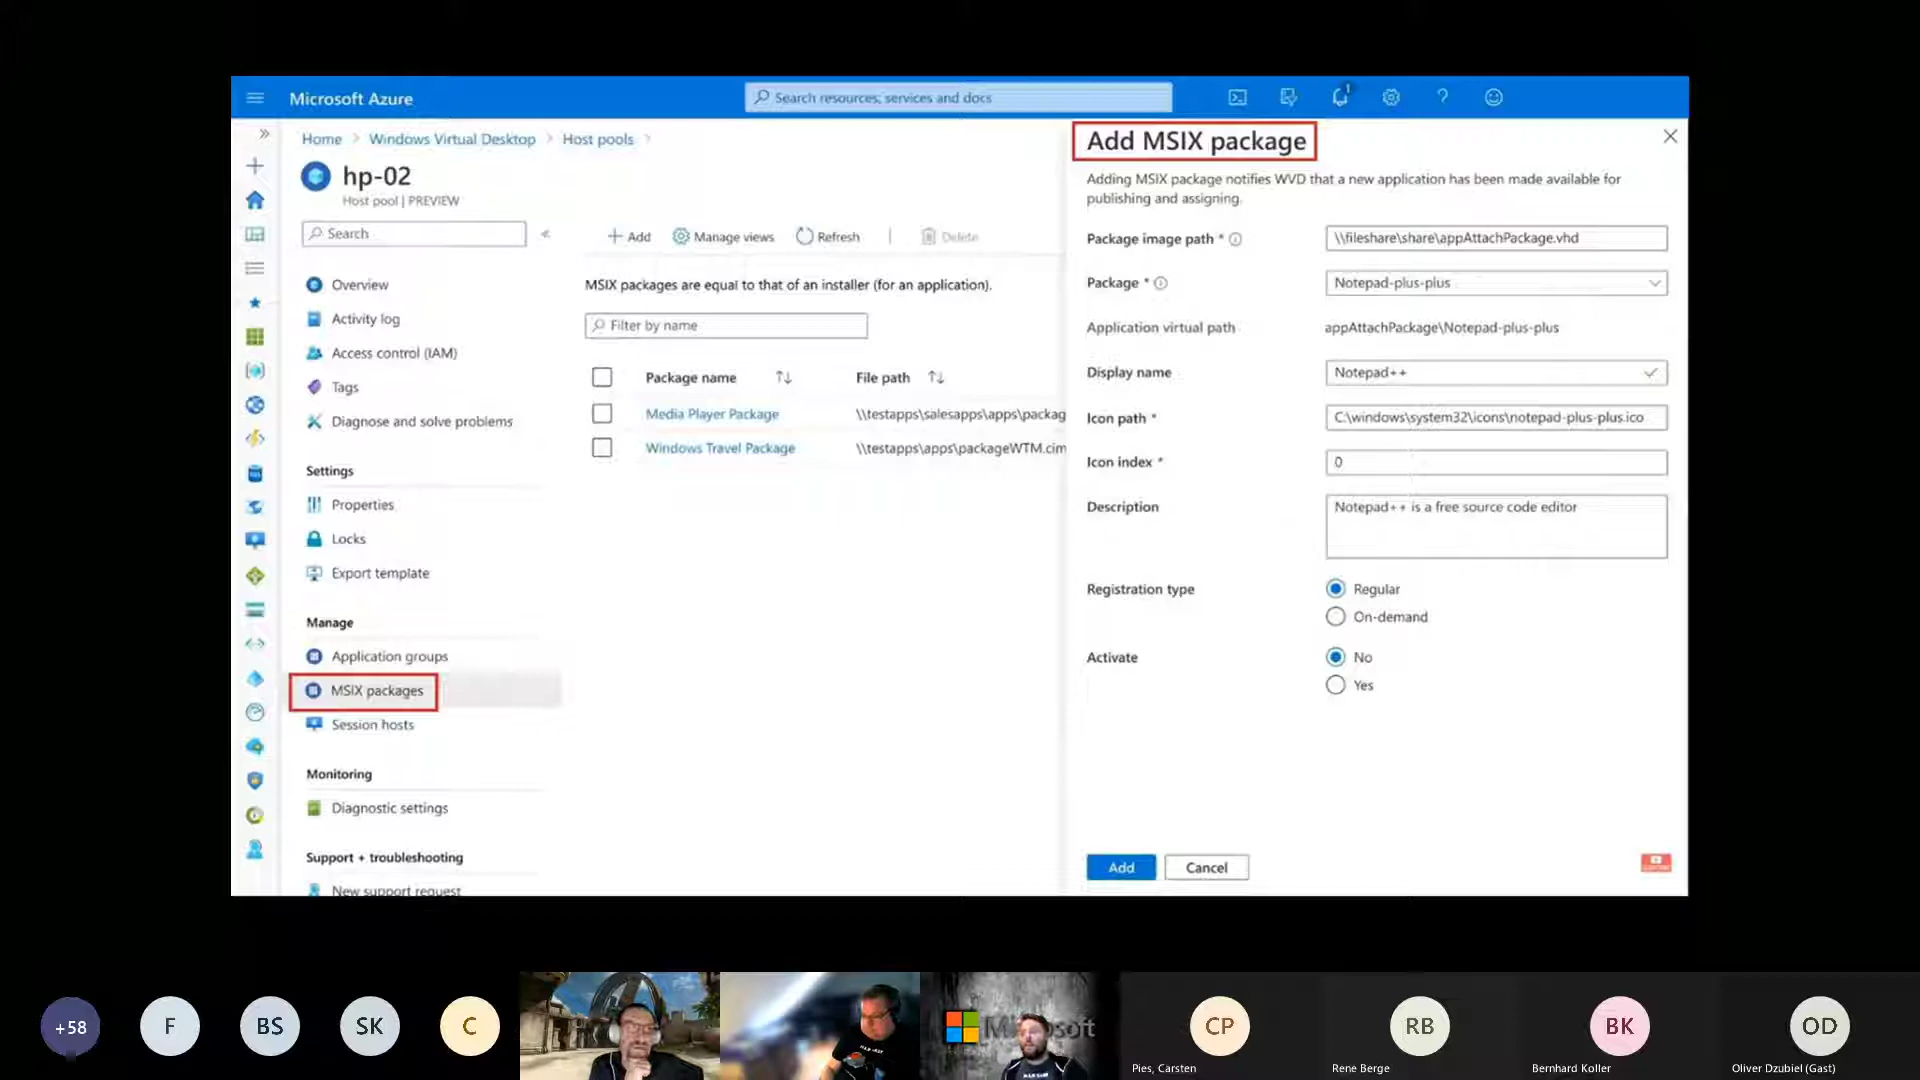 Microsoft Azure
Search resources, services and docs
1
Home > Windows Virtual Desktop > Host pools >
hp-02
Host pool | PREVIEW
Search
Overview
Activity log
Access control (IAM)
Tags
Diagnose and solve problems
Settings
Properties
Locks
Export template
Manage
Application groups
MSIX packages
Session hosts
Monitoring
Diagnostic settings
Support + troubleshooting
New support request
Add
Manage views
Refresh
Delete
MSIX packages are equal to that of an installer (for an application).
Filter by name
Package name
File path
Media Player Package
\\testapps\salesapps\apps\packag
Windows Travel Package
\\testapps\apps\packageWTM.cim
Add MSIX package
Adding MSIX package notifies WVD that a new application has been made available for
publishing and assigning.
Package image path *
\\fileshare\share\appAttachPackage.vhd
Package *
Notepad-plus-plus
Application virtual path
appAttachPackage\Notepad-plus-plus
Display name
Notepad++
Icon path *
C:\windows\system32\icons\notepad-plus-plus.ico
Icon index *
0
Description
Notepad++ is a free source code editor
Registration type
Regular
On-demand
Activate
No
Yes
Add
Cancel
+58
F
BS
SK
C
Microsoft
CP
Pies, Carsten
RB
Rene Berge
BK
Bernhard Koller
OD
Oliver Dzubiel (Gast)